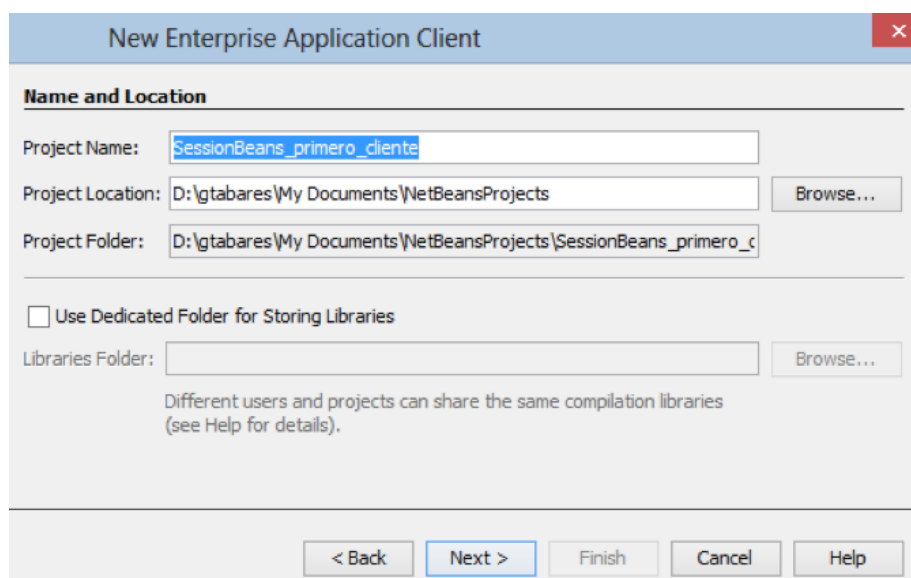 New Enterprise Application Client
Name and Location
Project Name: SessionBeans_primero_cliente
Project Location: D:\gtabares\My Documents\NetBeansProjects Browse...
Project Folder: D:\gtabares\My Documents\NetBeansProjects\SessionBeans_primero_c
Use Dedicated Folder for Storing Libraries
Libraries Folder: Browse...
Different users and projects can share the same compilation libraries
(see Help for details).
< Back Next > Finish Cancel Help